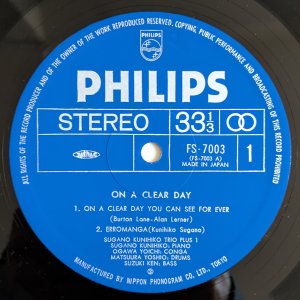 PHILIPS
ALL RIGHTS OF THE RECORD PRODUCER AND OF THE OWNER OF THE WORK REPRODUCED RESERVED. COPYING, PUBLIC PERFORMANCE AND BROADCASTING OF THIS RECORD PROHIBITED
PHILIPS
STEREO 33 1/3
FS-7003
(FS-7003 A)
MADE IN JAPAN
1
ON A CLEAR DAY
1. ON A CLEAR DAY YOU CAN SEE FOR EVER
(Burton Lane-Alan Lerner)
2. ERROMANGA (Kunihiko Sugano)
SUGANO KUNIHIKO TRIO PLUS 1
SUGANO KUNIHIKO: PIANO
OGAWA YOICHI: CONGA
MATSUURA YOSHIO: DRUMS
SUZUKI KEN: BASS
MANUFACTURED BY NIPPON PHONOGRAM CO. LTD., TOKYO